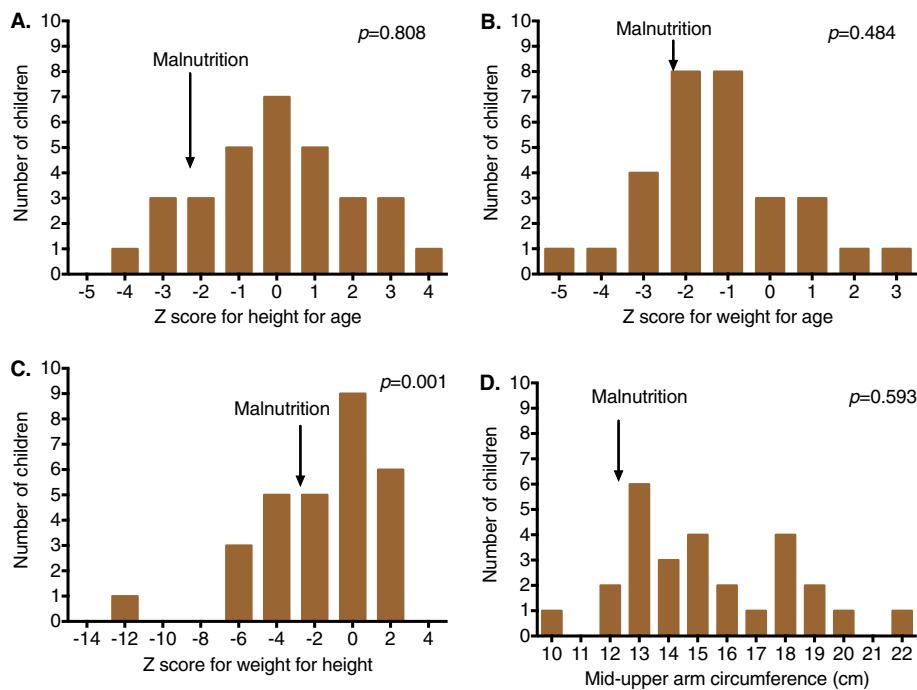 A.
p=0.808
Malnutrition
Number of children
10
9
8
7
6
5
4
3
2
1
0
-5 -4 -3 -2 -1 0 1 2 3 4
Z score for height for age
B.
p=0.484
Malnutrition
Number of children
10
9
8
7
6
5
4
3
2
1
0
-5 -4 -3 -2 -1 0 1 2 3
Z score for weight for age
C.
p=0.001
Malnutrition
Number of children
10
9
8
7
6
5
4
3
2
1
0
-14 -12 -10 -8 -6 -4 -2 0 2 4
Z score for weight for height
D.
p=0.593
Malnutrition
Number of children
10
9
8
7
6
5
4
3
2
1
0
10 11 12 13 14 15 16 17 18 19 20 21 22
Mid-upper arm circumference (cm)